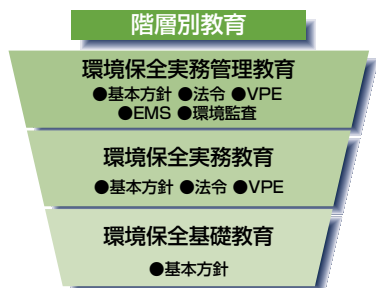 階層別教育
環境保全実務管理教育
●基本方針 ●法令 ●VPE
●EMS ●環境監査
環境保全実務教育
●基本方針 ●法令 ●VPE
環境保全基礎教育
●基本方針